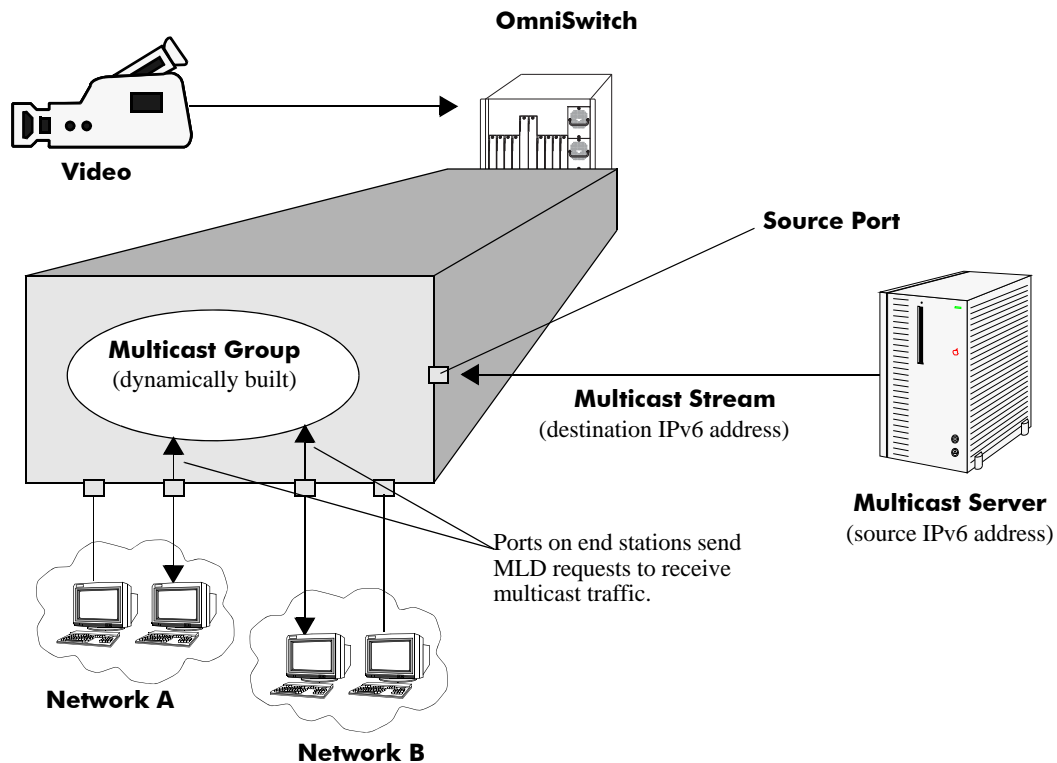 OmniSwitch
Video
Source Port
Multicast Group
(dynamically built)
Multicast Stream
(destination IPv6 address)
Multicast Server
(source IPv6 address)
Ports on end stations send
MLD requests to receive
multicast traffic.
Network A
Network B